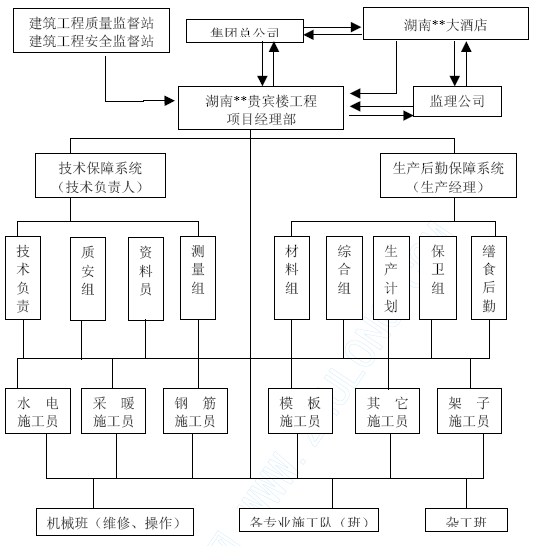 建筑工程质量监督站
建筑工程安全监督站
集团总公司
湖南**大酒店
湖南**贵宾楼工程
项目经理部
监理公司
技术保障系统
（技术负责人）
生产后勤保障系统
（生产经理）
技术负责
质安组
资料员
测量组
材料组
综合组
生产计划
保卫组
缮食后勤
水 电
施工员
采 暖
施工员
钢 筋
施工员
模 板
施工员
其 它
施工员
架 子
施工员
机械班（维修、操作）
各专业施工队（班）
杂工班